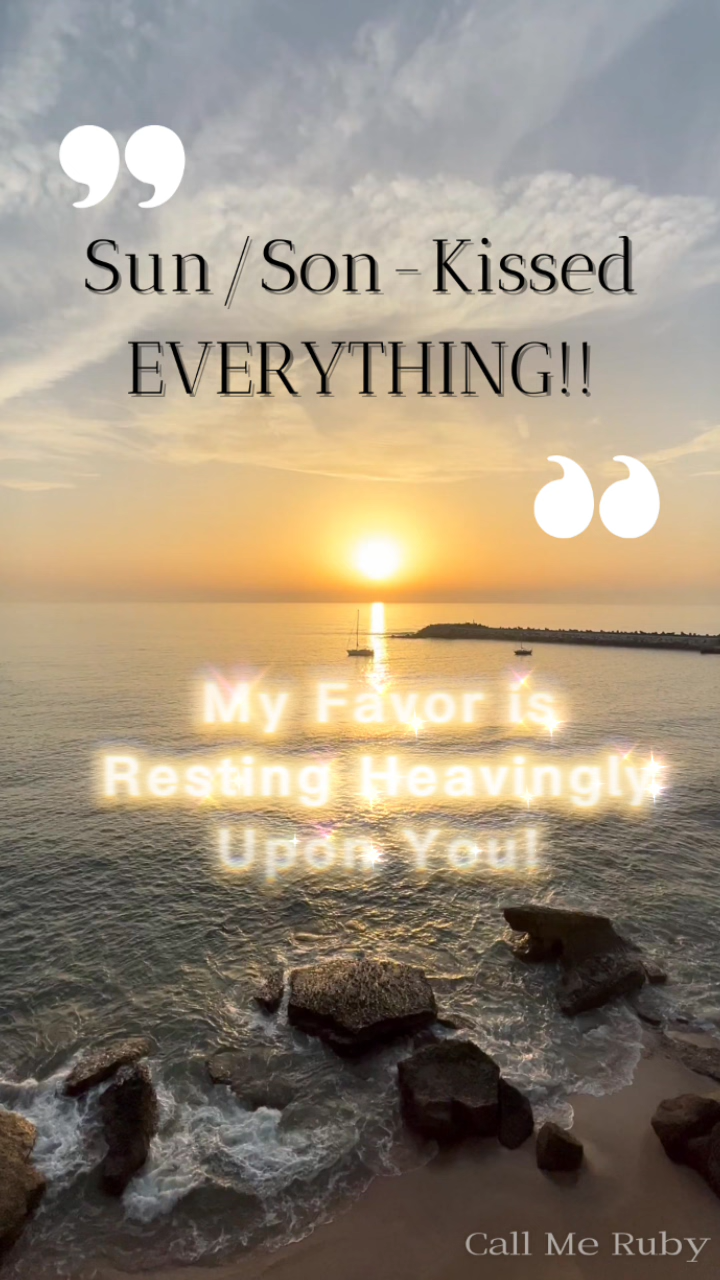 ”
Sun/Son-Kissed
EVERYTHING!!
“
My Favor is
Resting Heavingly
Upon You!
Call Me Ruby